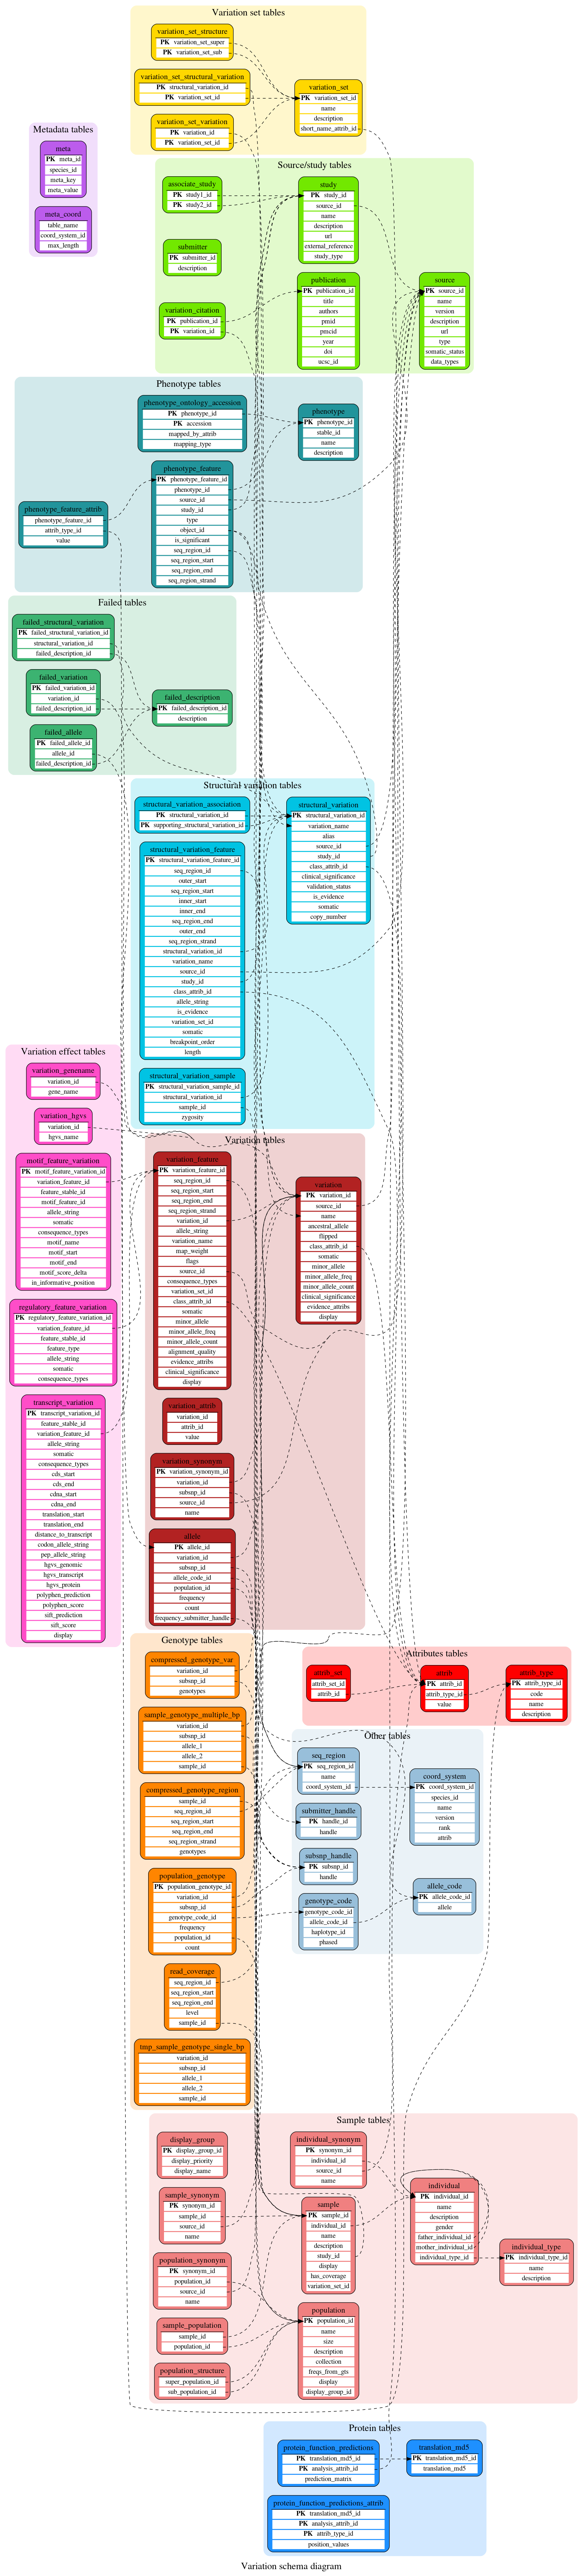 Variation set tables
variation_set_structure
PK variation_set_super
PK variation_set_sub
variation_set_structural_variation
PK structural_variation_id
PK variation_set_id
variation_set_variation
PK variation_id
PK variation_set_id
variation_set
PK variation_set_id
name
description
short_name_attrib_id
Metadata tables
meta
PK meta_id
species_id
meta_key
meta_value
meta_coord
table_name
coord_system_id
max_length
Source/study tables
associate_study
PK study1_id
PK study2_id
submitter
PK submitter_id
description
variation_citation
PK publication_id
PK variation_id
study
PK study_id
source_id
name
description
url
external_reference
study_type
publication
PK publication_id
title
authors
pmid
pmcid
year
doi
ucsc_id
source
PK source_id
name
version
description
url
type
somatic_status
data_types
Phenotype tables
phenotype_ontology_accession
PK phenotype_id
PK accession
mapped_by_attrib
mapping_type
phenotype
PK phenotype_id
stable_id
name
description
phenotype_feature
PK phenotype_feature_id
phenotype_id
source_id
study_id
type
object_id
is_significant
seq_region_id
seq_region_start
seq_region_end
seq_region_strand
phenotype_feature_attrib
phenotype_feature_id
attrib_type_id
value
Failed tables
failed_structural_variation
PK failed_structural_variation_id
structural_variation_id
failed_description_id
failed_variation
PK failed_variation_id
variation_id
failed_description_id
failed_allele
PK failed_allele_id
allele_id
failed_description_id
failed_description
PK failed_description_id
description
Structural variation tables
structural_variation_association
PK structural_variation_id
PK supporting_structural_variation_id
structural_variation_feature
PK structural_variation_feature_id
seq_region_id
outer_start
seq_region_start
inner_start
inner_end
seq_region_end
outer_end
seq_region_strand
structural_variation_id
variation_name
source_id
study_id
class_attrib_id
allele_string
is_evidence
variation_set_id
somatic
breakpoint_order
length
structural_variation_sample
PK structural_variation_sample_id
structural_variation_id
sample_id
zygosity
structural_variation
PK structural_variation_id
variation_name
alias
source_id
study_id
class_attrib_id
clinical_significance
validation_status
is_evidence
somatic
copy_number
Variation effect tables
variation_genename
variation_id
gene_name
variation_hgvs
variation_id
hgvs_name
motif_feature_variation
PK motif_feature_variation_id
variation_feature_id
feature_stable_id
motif_feature_id
allele_string
somatic
consequence_types
motif_name
motif_start
motif_end
motif_score_delta
in_informative_position
regulatory_feature_variation
PK regulatory_feature_variation_id
variation_feature_id
feature_stable_id
feature_type
allele_string
somatic
consequence_types
transcript_variation
PK transcript_variation_id
feature_stable_id
variation_feature_id
allele_string
somatic
consequence_types
cds_start
cds_end
cdna_start
cdna_end
translation_start
translation_end
distance_to_transcript
codon_allele_string
pep_allele_string
hgvs_genomic
hgvs_transcript
hgvs_protein
polyphen_prediction
polyphen_score
sift_prediction
sift_score
display
Variation tables
variation_feature
PK variation_feature_id
seq_region_id
seq_region_start
seq_region_end
seq_region_strand
variation_id
allele_string
variation_name
map_weight
flags
source_id
consequence_types
variation_set_id
class_attrib_id
somatic
minor_allele
minor_allele_freq
minor_allele_count
alignment_quality
evidence_attribs
clinical_significance
display
variation
PK variation_id
source_id
name
ancestral_allele
flipped
class_attrib_id
somatic
minor_allele
minor_allele_freq
minor_allele_count
clinical_significance
evidence_attribs
display
variation_attrib
variation_id
attrib_id
value
variation_synonym
PK variation_synonym_id
variation_id
subsnp_id
source_id
name
allele
PK allele_id
variation_id
subsnp_id
allele_code_id
population_id
frequency
count
frequency_submitter_handle
Genotype tables
compressed_genotype_var
variation_id
subsnp_id
genotypes
sample_genotype_multiple_bp
variation_id
subsnp_id
allele_1
allele_2
sample_id
compressed_genotype_region
sample_id
seq_region_id
seq_region_start
seq_region_end
seq_region_strand
genotypes
population_genotype
PK population_genotype_id
variation_id
subsnp_id
genotype_code_id
frequency
population_id
count
read_coverage
seq_region_id
seq_region_start
seq_region_end
level
sample_id
tmp_sample_genotype_single_bp
variation_id
subsnp_id
allele_1
allele_2
sample_id
Attributes tables
attrib_set
attrib_set_id
attrib_id
attrib
PK attrib_id
attrib_type_id
value
attrib_type
PK attrib_type_id
code
name
description
Other tables
seq_region
PK seq_region_id
name
coord_system_id
submitter_handle
PK handle_id
handle
subsnp_handle
PK subsnp_id
handle
genotype_code
genotype_code_id
allele_code_id
haplotype_id
phased
coord_system
PK coord_system_id
species_id
name
version
rank
attrib
allele_code
PK allele_code_id
allele
Sample tables
display_group
PK display_group_id
display_priority
display_name
sample_synonym
PK synonym_id
sample_id
source_id
name
population_synonym
PK synonym_id
population_id
source_id
name
sample_population
sample_id
population_id
population_structure
super_population_id
sub_population_id
individual_synonym
PK synonym_id
individual_id
source_id
name
sample
PK sample_id
individual_id
name
description
study_id
display
has_coverage
variation_set_id
population
PK population_id
name
size
description
collection
freqs_from_gts
display
display_group_id
individual
PK individual_id
name
description
gender
father_individual_id
mother_individual_id
individual_type_id
individual_type
PK individual_type_id
name
description
Protein tables
protein_function_predictions
PK translation_md5_id
PK analysis_attrib_id
prediction_matrix
translation_md5
PK translation_md5_id
translation_md5
protein_function_predictions_attrib
PK translation_md5_id
PK analysis_attrib_id
PK attrib_type_id
position_values
Variation schema diagram